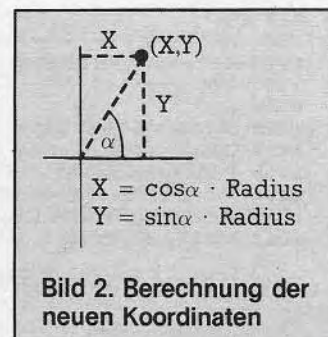 X (X,Y)
Y
α
X = cosα · Radius
Y = sinα · Radius
Bild 2. Berechnung der
neuen Koordinaten